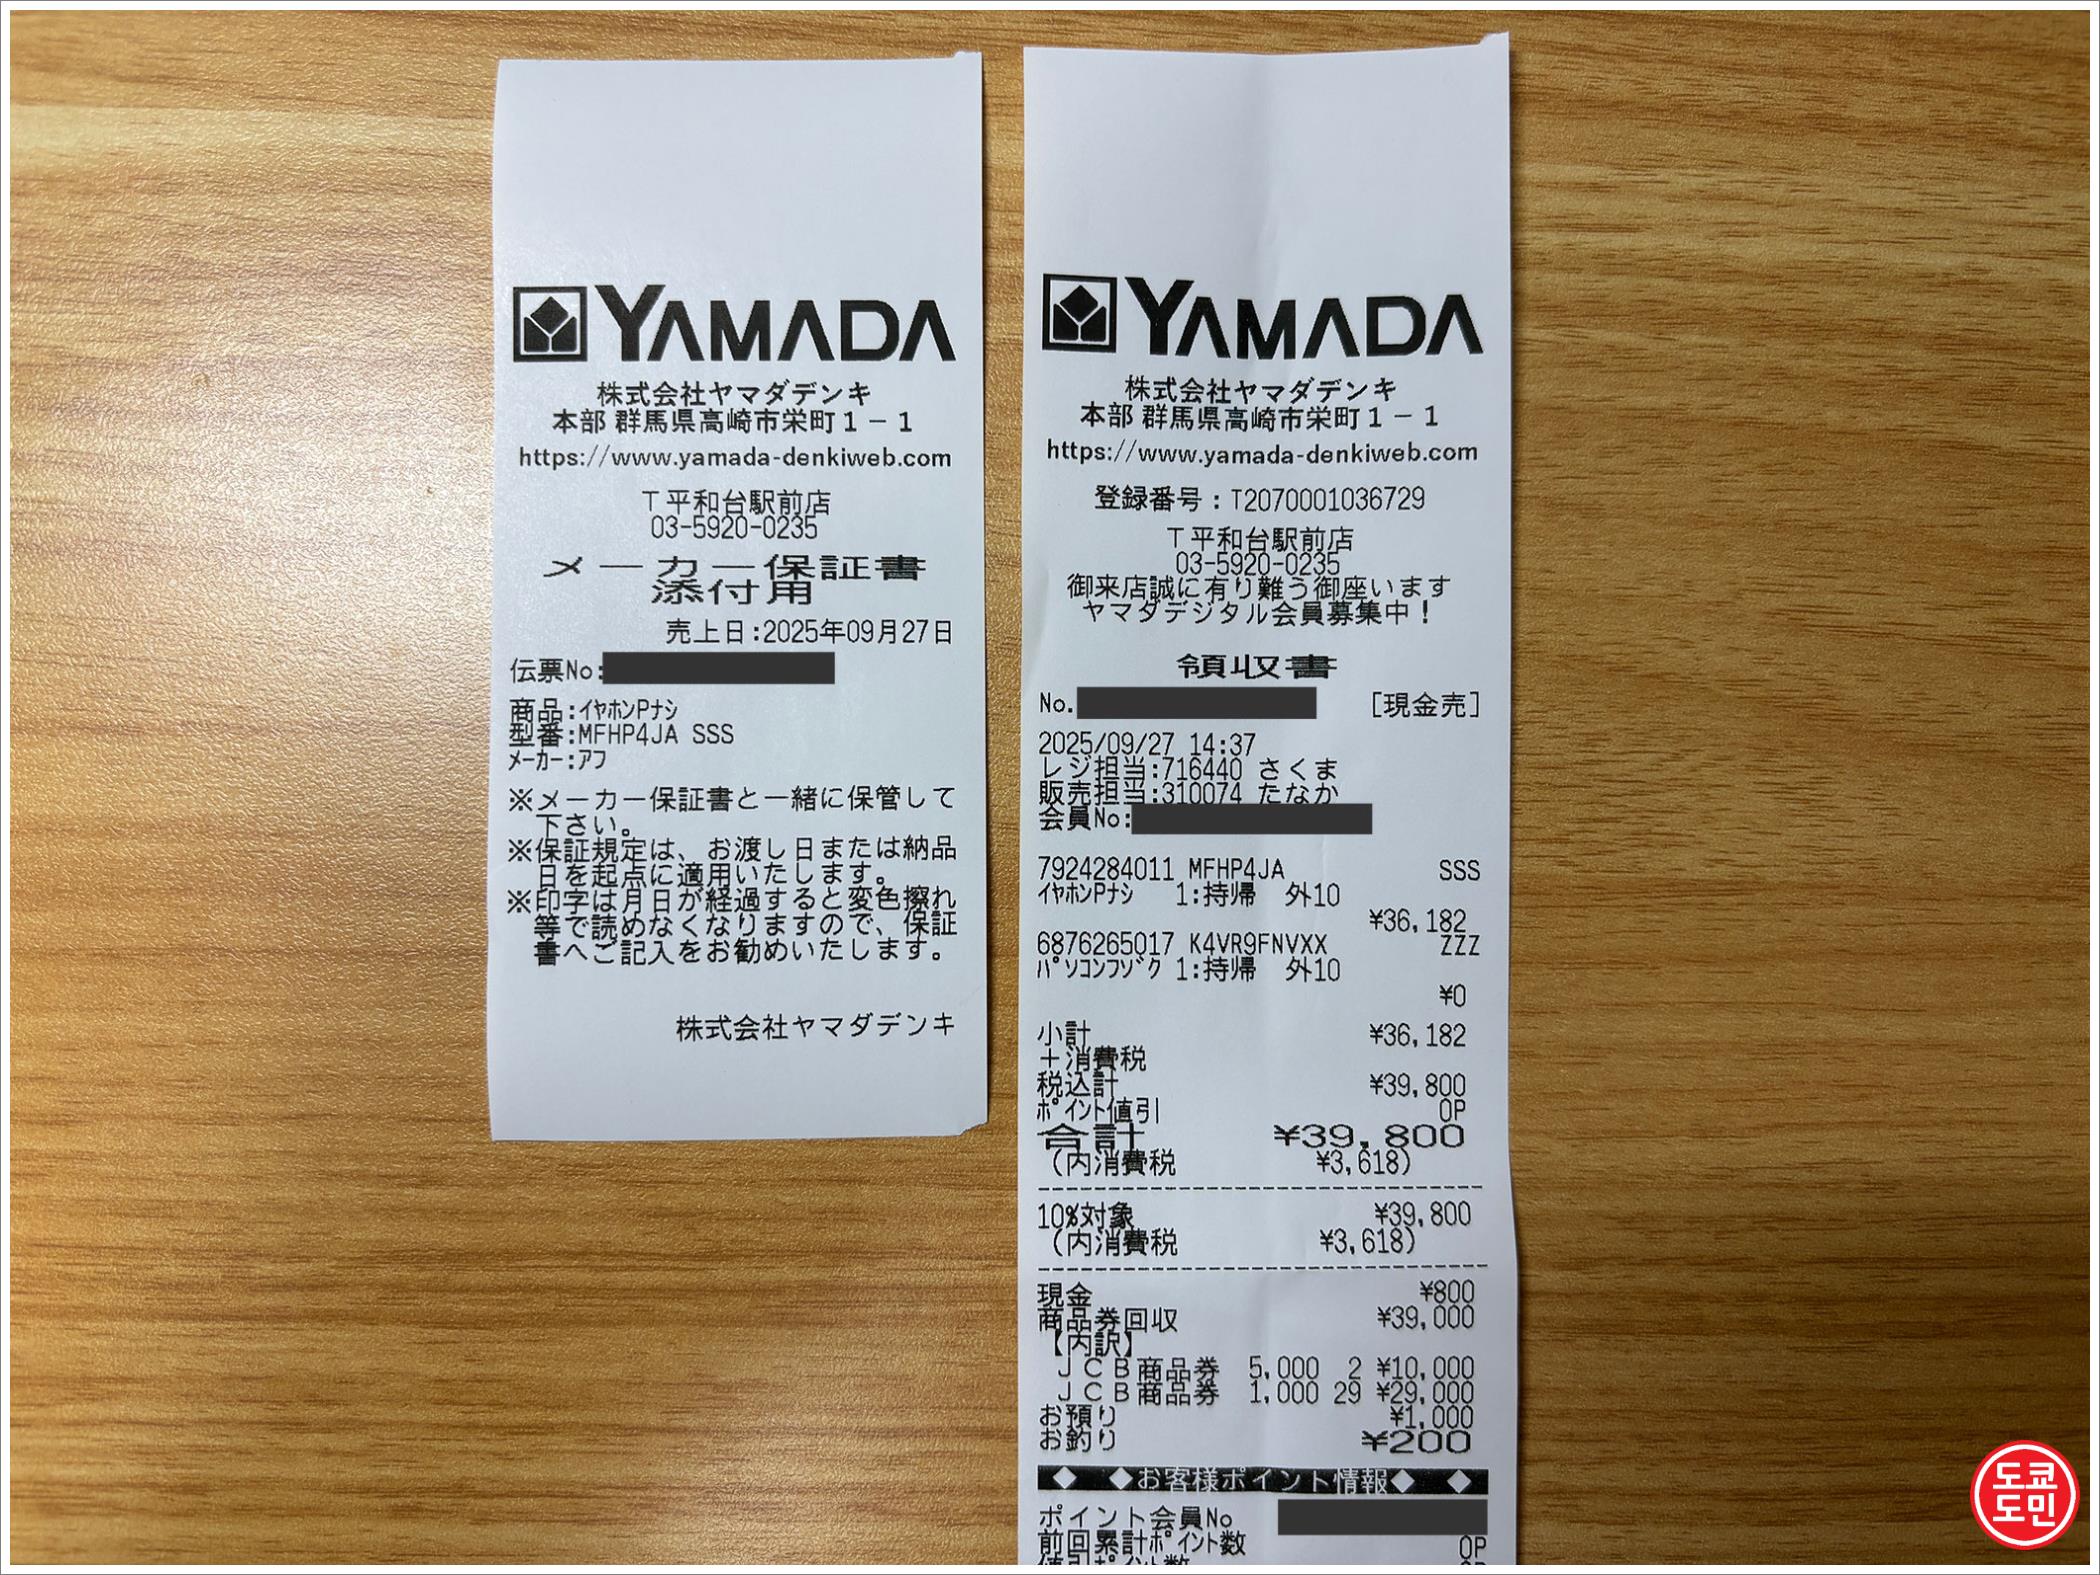 YAMADA
株式会社ヤマダデンキ
本部 群馬県高崎市栄町1-1
https://www.yamada-denkiweb.com
T平和台駅前店
03-5920-0235
メーカー保証書
添付用
売上日:2025年09月27日
伝票No:
商品:イヤホンPナシ
型番:MFHP4JA SSS
メーカー:アフ
※メーカー保証書と一緒に保管して
下さい。
※保証規定は、お渡し日または納品
日を起点に適用いたします。
※印字は月日が経過すると変色擦れ
等で読めなくなりますので、保証
書へご記入をお勧めいたします。
株式会社ヤマダデンキ
YAMADA
株式会社ヤマダデンキ
本部 群馬県高崎市栄町1-1
https://www.yamada-denkiweb.com
登録番号:T2070001036729
T平和台駅前店
03-5920-0235
御来店誠に有り難う御座います
ヤマダデジタル会員募集中!
領収書
No. [現金売]
2025/09/27 14:37
レジ担当:716440 さくま
販売担当:310074 たなか
会員No:
7924284011 MFHP4JA SSS
イヤホンPナシ 1:持帰 外10
¥36,182
6876265017 K4VR9FNVXX ZZZ
パソコンフゾク 1:持帰 外10
¥0
小計 ¥36,182
+消費税
税込計 ¥39,800
ポイント値引 0P
合計 ¥39,800
(内消費税 ¥3,618)
10%対象 ¥39,800
(内消費税 ¥3,618)
現金 ¥800
商品券回収 ¥39,000
【内訳】
JCB商品券 5,000 2 ¥10,000
JCB商品券 1,000 29 ¥29,000
お預り ¥1,000
お釣り ¥200
◆ ◆お客様ポイント情報◆ ◆
ポイント会員No
前回累計ポイント数 0P
値引ポイント数 0P
도쿄
도민